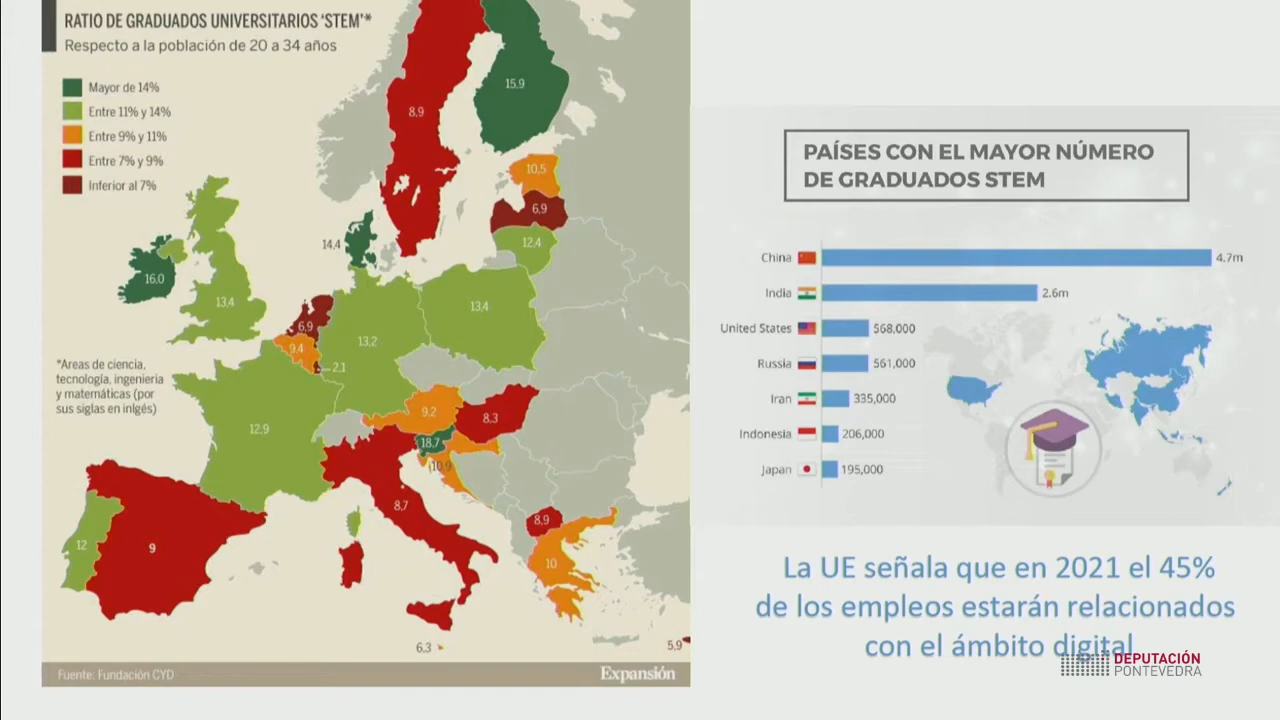 RATIO DE GRADUADOS UNIVERSITARIOS ‘STEM’*
Respecto a la población de 20 a 34 años
Mayor de 14%
Entre 11% y 14%
Entre 9% y 11%
Entre 7% y 9%
Inferior al 7%
15.9
8,9
10,5
6.9
12,4
14,4
16.0
13,4
13,4
6,9
9.4
13,2
2,1
*Areas de ciencia,
tecnología, ingenieria
y matemáticas (por
sus siglas en inlgés)
12,9
9.2
8.3
18,7
10.9
8,7
8,9
12
9
10
6.3
5,9
Fuente: Fundación CYD
Expansión
PAÍSES CON EL MAYOR NÚMERO
DE GRADUADOS STEM
China 4.7m
India 2.6m
United States 568,000
Russia 561,000
Iran 335,000
Indonesia 206,000
Japan 195,000
La UE señala que en 2021 el 45%
de los empleos estarán relacionados
con el ámbito digital
DEPUTACIÓN
PONTEVEDRA